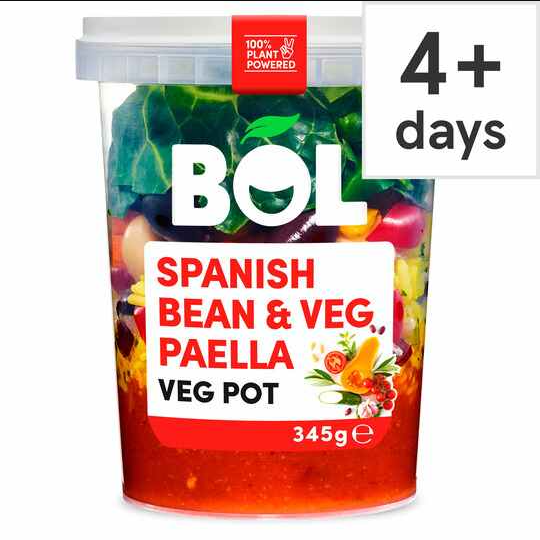 100%
PLANT
POWERED
4+
days
BOL
SPANISH
BEAN & VEG
PAELLA
VEG POT
345g ℮